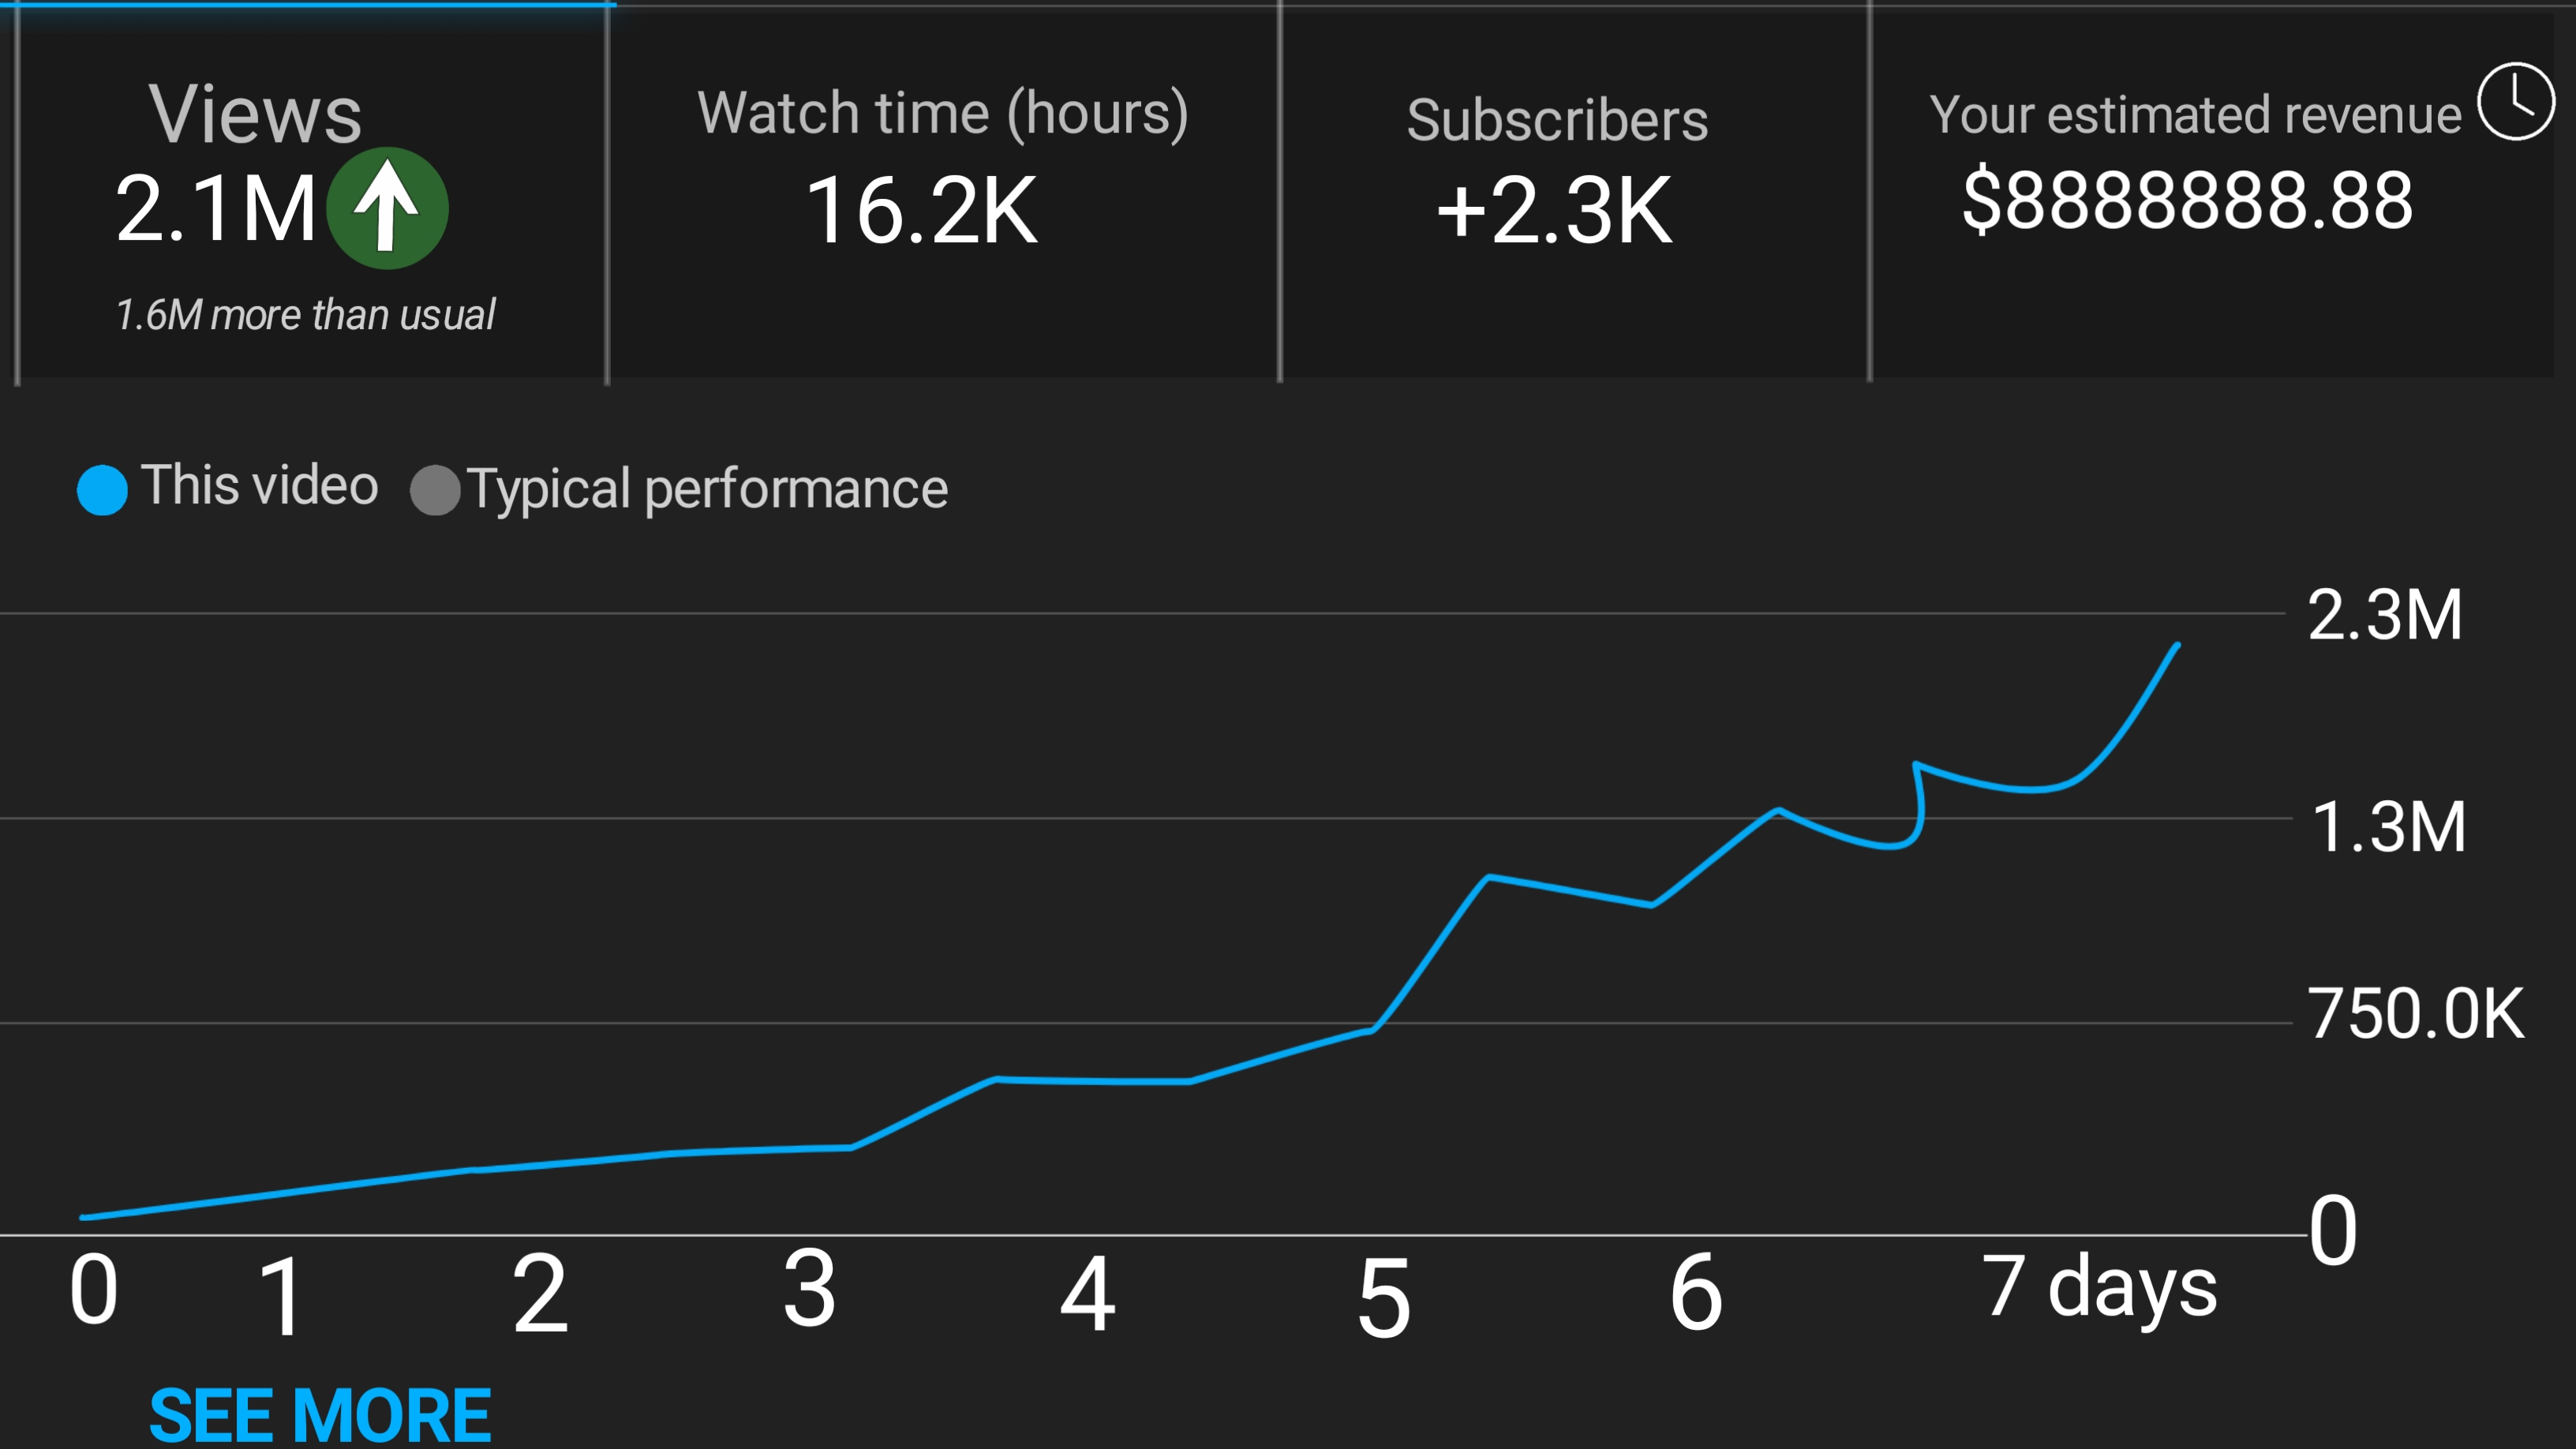 Views
2.1M
1.6M more than usual
Watch time (hours)
16.2K
Subscribers
+2.3K
Your estimated revenue
$8888888.88
This video
Typical performance
2.3M
1.3M
750.0K
0
0 1 2 3 4 5 6 7 days
SEE MORE